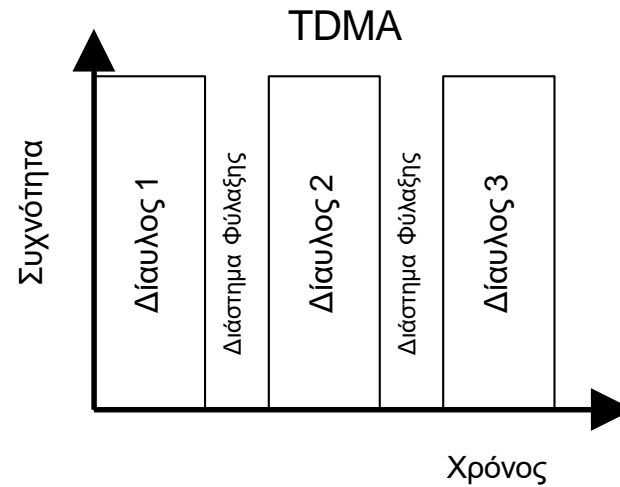 TDMA
Συχνότητα
Δίαυλος 1
Διάστημα Φύλαξης
Δίαυλος 2
Διάστημα Φύλαξης
Δίαυλος 3
Χρόνος